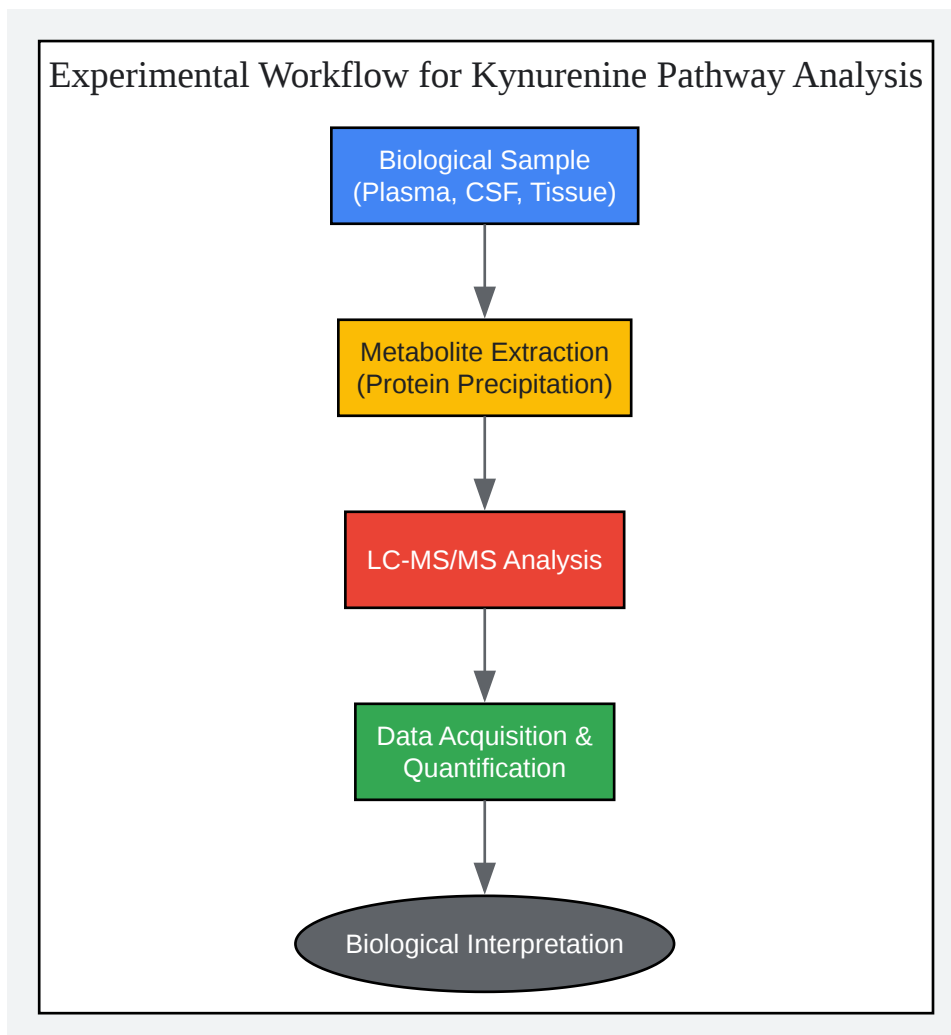 Experimental Workflow for Kynurenine Pathway Analysis
Biological Sample
(Plasma, CSF, Tissue)
Metabolite Extraction
(Protein Precipitation)
LC-MS/MS Analysis
Data Acquisition &
Quantification
Biological Interpretation